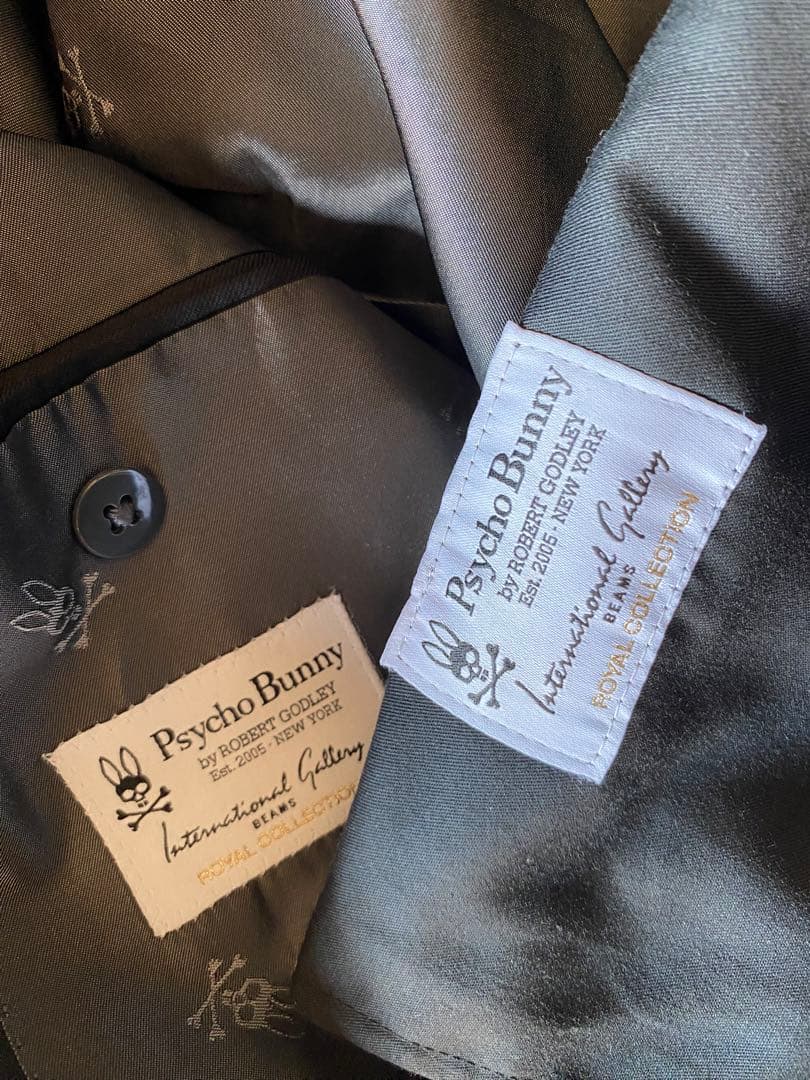 Psycho Bunny
by ROBERT GODLEY
Est. 2005 - NEW YORK
International Gallery
BEAMS
ROYAL COLLECTION
Psycho Bunny
by ROBERT GODLEY
Est. 2005 - NEW YORK
International Gallery
BEAMS
ROYAL COLLECTION